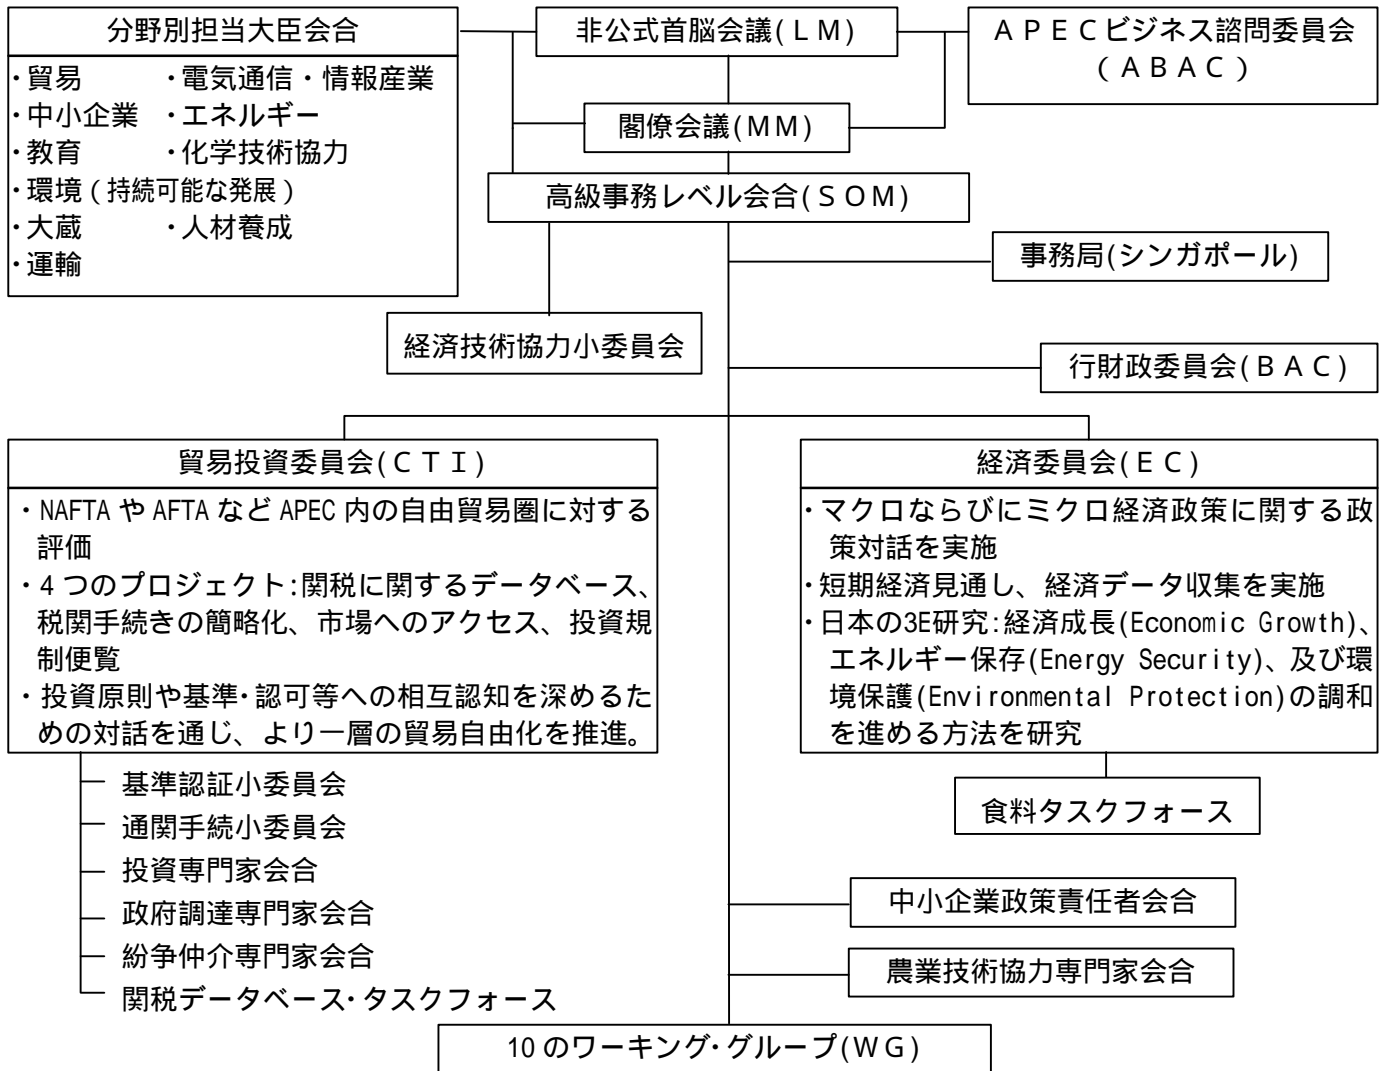 分野別担当大臣会合
・貿易　・電気通信・情報産業
・中小企業　・エネルギー
・教育　・化学技術協力
・環境(持続可能な発展)
・大蔵　・人材養成
・運輸
非公式首脳会議(LM)
APECビジネス諮問委員会
(ABAC)
閣僚会議(MM)
高級事務レベル会合(SOM)
事務局(シンガポール)
経済技術協力小委員会
行財政委員会(BAC)
貿易投資委員会(CTI)
・NAFTA や AFTA など APEC 内の自由貿易圏に対する
評価
・4つのプロジェクト:関税に関するデータベース、
税関手続きの簡略化、市場へのアクセス、投資規
制便覧
・投資原則や基準・認可等への相互認知を深めるた
めの対話を通じ、より一層の貿易自由化を推進。
基準認証小委員会
通関手続小委員会
投資専門家会合
政府調達専門家会合
紛争仲介専門家会合
関税データベース・タスクフォース
経済委員会(EC)
・マクロならびにミクロ経済政策に関する政
策対話を実施
・短期経済見通し、経済データ収集を実施
・日本の3E研究:経済成長(Economic Growth)、
エネルギー保存(Energy Security)、及び環
境保護(Environmental Protection)の調和
を進める方法を研究
食料タスクフォース
中小企業政策責任者会合
農業技術協力専門家会合
10のワーキング・グループ(WG)